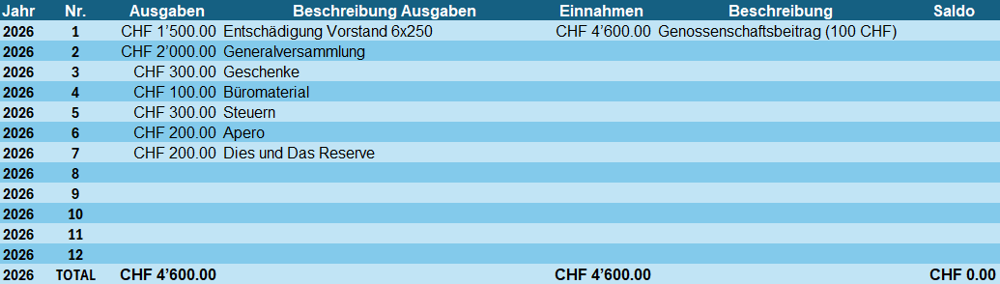 Jahr Nr. Ausgaben Beschreibung Ausgaben Einnahmen Beschreibung Saldo
2026 1 CHF 1’500.00 Entschädigung Vorstand 6x250 CHF 4’600.00 Genossenschaftsbeitrag (100 CHF)
2026 2 CHF 2’000.00 Generalversammlung
2026 3 CHF 300.00 Geschenke
2026 4 CHF 100.00 Büromaterial
2026 5 CHF 300.00 Steuern
2026 6 CHF 200.00 Apero
2026 7 CHF 200.00 Dies und Das Reserve
2026 8
2026 9
2026 10
2026 11
2026 12
2026 TOTAL CHF 4’600.00 CHF 4’600.00 CHF 0.00